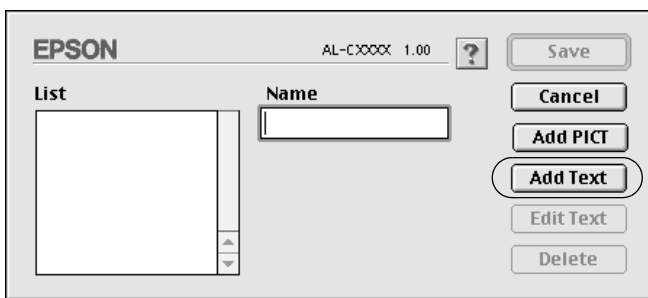 EPSON
AL-CXXXX 1.00
?
Save
List
Name
Cancel
Add PICT
Add Text
Edit Text
Delete